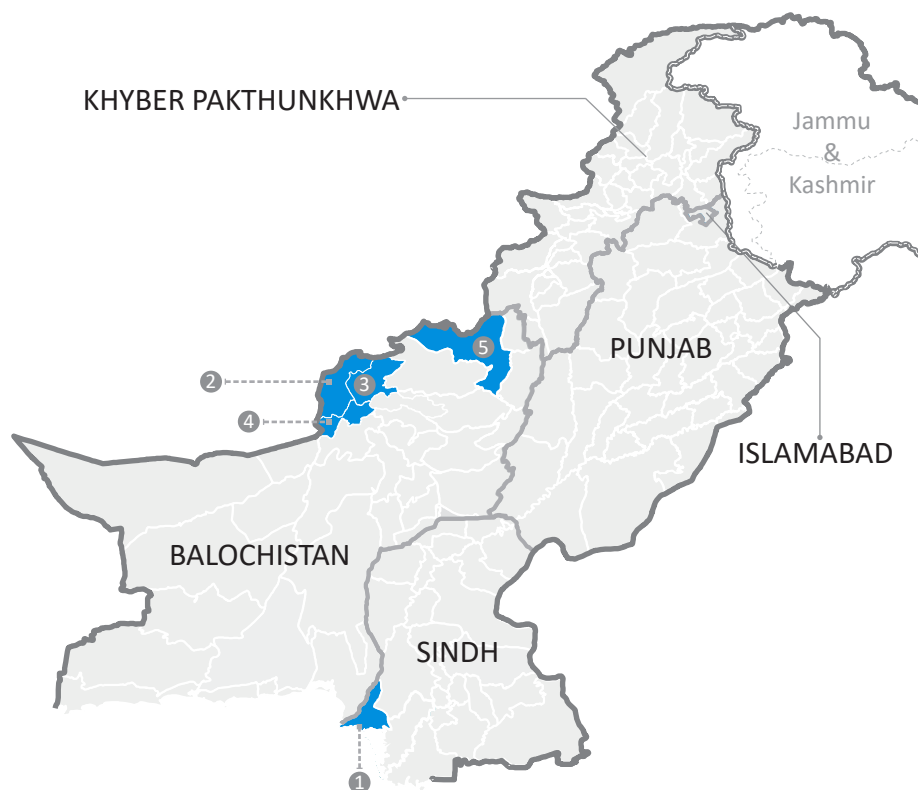 KHYBER PAKTHUNKHWA
Jammu
&
Kashmir
PUNJAB
5
2
3
4
ISLAMABAD
BALOCHISTAN
SINDH
1